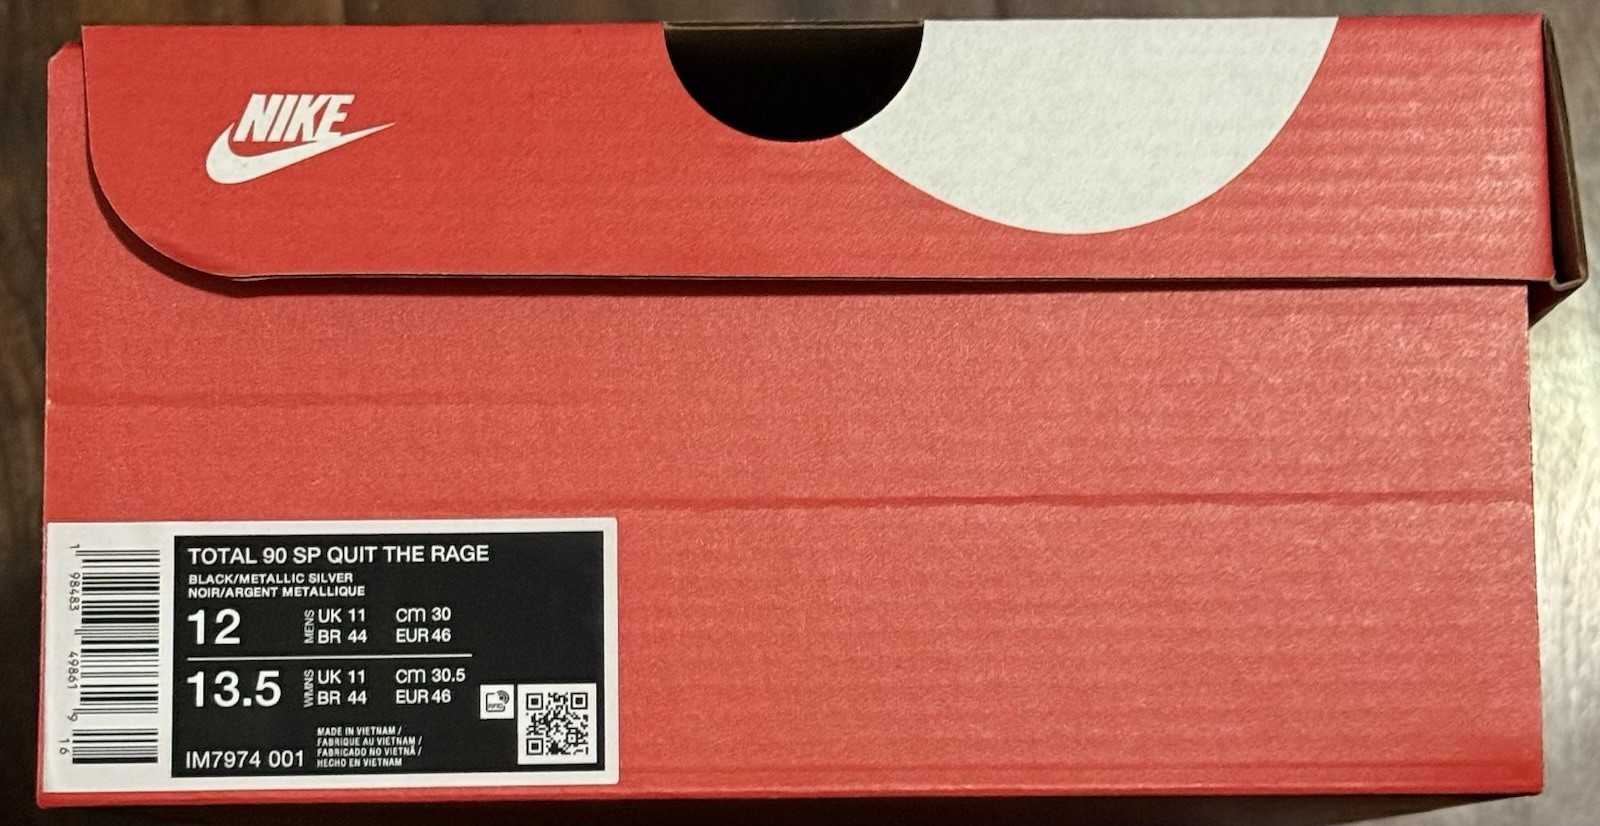 NIKE
TOTAL 90 SP QUIT THE RAGE
BLACK/METALLIC SILVER
NOIR/ARGENT METALLIQUE
12 MENS UK 11 cm 30
BR 44 EUR 46
13.5 WMNS UK 11 cm 30.5
BR 44 EUR 46
RFID
IM7974 001
MADE IN VIETNAM /
FABRIQUE AU VIETNAM /
FABRICADO NO VIETNÃ /
HECHO EN VIETNAM
1 98483 49861 9 16